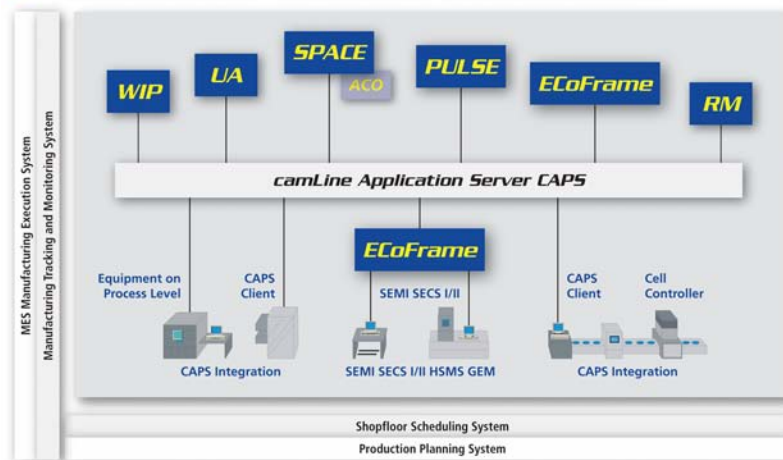 MES Manufacturing Execution System
Manufacturing Tracking and Monitoring System
WIP
UA
SPACE
ACO
PULSE
ECoFrame
RM
camLine Application Server CAPS
ECoFrame
Equipment on
Process Level
CAPS
Client
SEMI SECS I/II
CAPS
Client
Cell
Controller
CAPS Integration
SEMI SECS I/II HSMS GEM
CAPS Integration
Shopfloor Scheduling System
Production Planning System